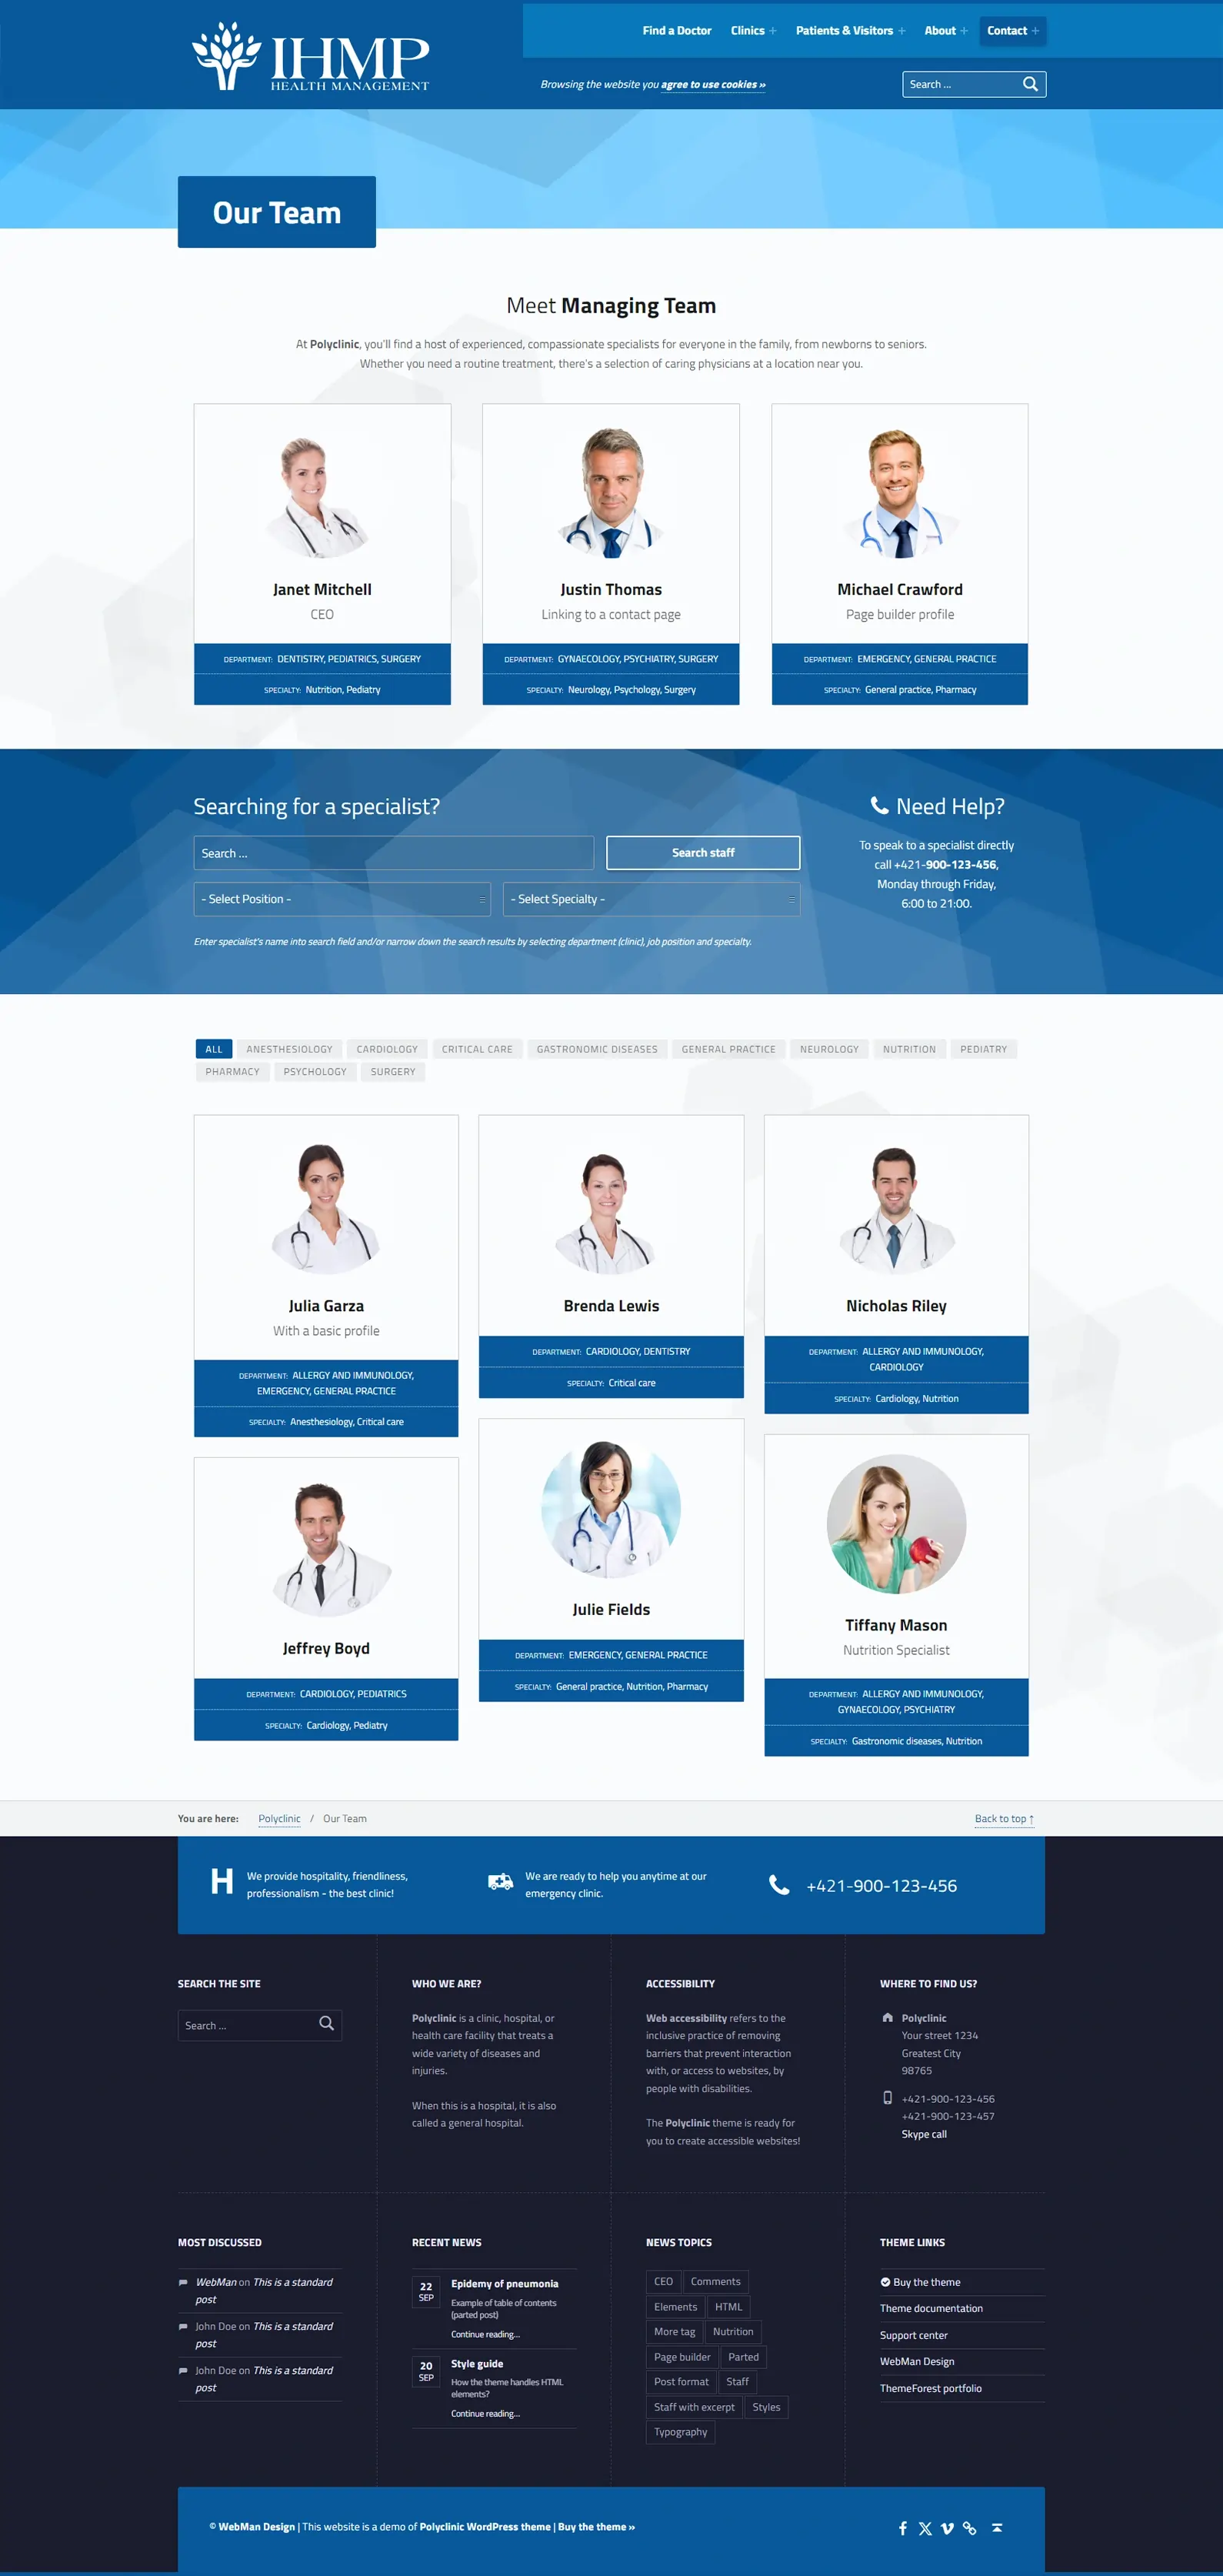 IHMP
HEALTH MANAGEMENT
Find a Doctor Clinics + Patients & Visitors + About + Contact +
Browsing the website you agree to use cookies »
Search ...
Our Team
Meet Managing Team
At Polyclinic, you'll find a host of experienced, compassionate specialists for everyone in the family, from newborns to seniors.
Whether you need a routine treatment, there's a selection of caring physicians at a location near you.
Janet Mitchell
CEO
DEPARTMENT: DENTISTRY, PEDIATRICS, SURGERY
SPECIALTY: Nutrition, Pediatry
Justin Thomas
Linking to a contact page
DEPARTMENT: GYNAECOLOGY, PSYCHIATRY, SURGERY
SPECIALTY: Neurology, Psychology, Surgery
Michael Crawford
Page builder profile
DEPARTMENT: EMERGENCY, GENERAL PRACTICE
SPECIALTY: General practice, Pharmacy
Searching for a specialist?
Search ...
Search staff
- Select Position -
- Select Specialty -
Enter specialist's name into search field and/or narrow down the search results by selecting department (clinic), job position and specialty.
Need Help?
To speak to a specialist directly
call +421-900-123-456,
Monday through Friday,
6:00 to 21:00.
ALL ANESTHESIOLOGY CARDIOLOGY CRITICAL CARE GASTRONOMIC DISEASES GENERAL PRACTICE NEUROLOGY NUTRITION PEDIATRY
PHARMACY PSYCHOLOGY SURGERY
Julia Garza
With a basic profile
DEPARTMENT: ALLERGY AND IMMUNOLOGY,
EMERGENCY, GENERAL PRACTICE
SPECIALTY: Anesthesiology, Critical care
Brenda Lewis
DEPARTMENT: CARDIOLOGY, DENTISTRY
SPECIALTY: Critical care
Nicholas Riley
DEPARTMENT: ALLERGY AND IMMUNOLOGY,
CARDIOLOGY
SPECIALTY: Cardiology, Nutrition
Jeffrey Boyd
DEPARTMENT: CARDIOLOGY, PEDIATRICS
SPECIALTY: Cardiology, Pediatry
Julie Fields
DEPARTMENT: EMERGENCY, GENERAL PRACTICE
SPECIALTY: General practice, Nutrition, Pharmacy
Tiffany Mason
Nutrition Specialist
DEPARTMENT: ALLERGY AND IMMUNOLOGY,
GYNAECOLOGY, PSYCHIATRY
SPECIALTY: Gastronomic diseases, Nutrition
You are here: Polyclinic / Our Team
Back to top ↑
H
We provide hospitality, friendliness,
professionalism - the best clinic!
We are ready to help you anytime at our
emergency clinic.
+421-900-123-456
SEARCH THE SITE
Search ...
WHO WE ARE?
Polyclinic is a clinic, hospital, or
health care facility that treats a
wide variety of diseases and
injuries.
When this is a hospital, it is also
called a general hospital.
ACCESSIBILITY
Web accessibility refers to the
inclusive practice of removing
barriers that prevent interaction
with, or access to websites, by
people with disabilities.
The Polyclinic theme is ready for
you to create accessible websites!
WHERE TO FIND US?
Polyclinic
Your street 1234
Greatest City
98765
+421-900-123-456
+421-900-123-457
Skype call
MOST DISCUSSED
WebMan on This is a standard
post
John Doe on This is a standard
post
John Doe on This is a standard
post
RECENT NEWS
22
SEP
Epidemy of pneumonia
Example of table of contents
(parted post)
Continue reading...
20
SEP
Style guide
How the theme handles HTML
elements?
Continue reading...
NEWS TOPICS
CEO Comments
Elements HTML
More tag Nutrition
Page builder Parted
Post format Staff
Staff with excerpt Styles
Typography
THEME LINKS
Buy the theme
Theme documentation
Support center
WebMan Design
ThemeForest portfolio
© WebMan Design | This website is a demo of Polyclinic WordPress theme | Buy the theme »